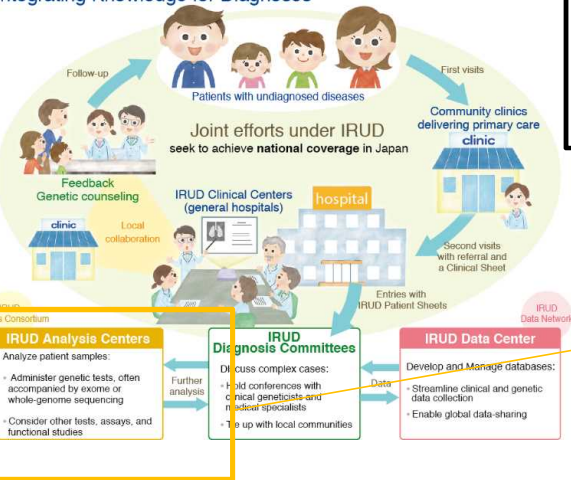 Integrating Knowledge for Diagnoses
Follow-up
First visits
Patients with undiagnosed diseases
Joint efforts under IRUD
seek to achieve national coverage in Japan
Community clinics
delivering primary care
clinic
Feedback
Genetic counseling
clinic
Local
collaboration
IRUD Clinical Centers
(general hospitals)
hospital
Second visits
with referral and
a Clinical Sheet
Entries with
IRUD Patient Sheets
s Consortium
IRUD
Data Network
IRUD Analysis Centers
Analyze patient samples:
• Administer genetic tests, often
accompanied by exome or
whole-genome sequencing
• Consider other tests, assays, and
functional studies
Further
analysis
IRUD
Diagnosis Committees
Discuss complex cases:
• Hold conferences with
clinical geneticists and
medical specialists
• Tie up with local communities
Data
IRUD Data Center
Develop and Manage databases:
• Streamline clinical and genetic
data collection
• Enable global data-sharing